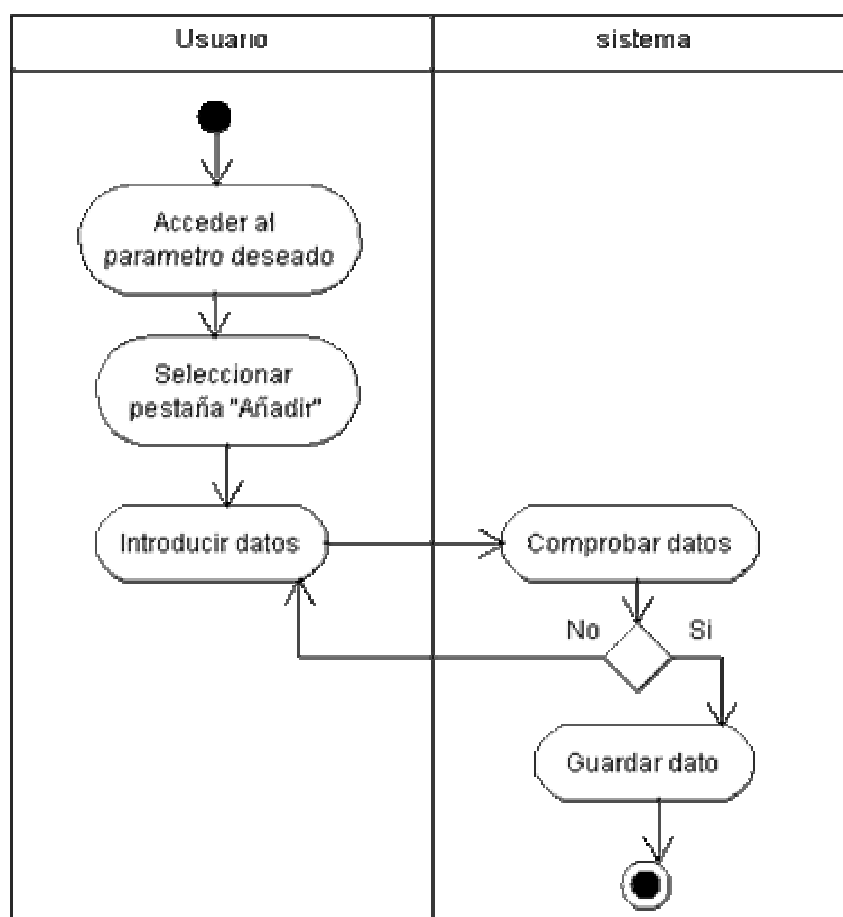 Usuario
sistema
Acceder al
parametro deseado
Seleccionar
pestaña "Añadir"
Introducir datos
Comprobar datos
No
Si
Guardar dato